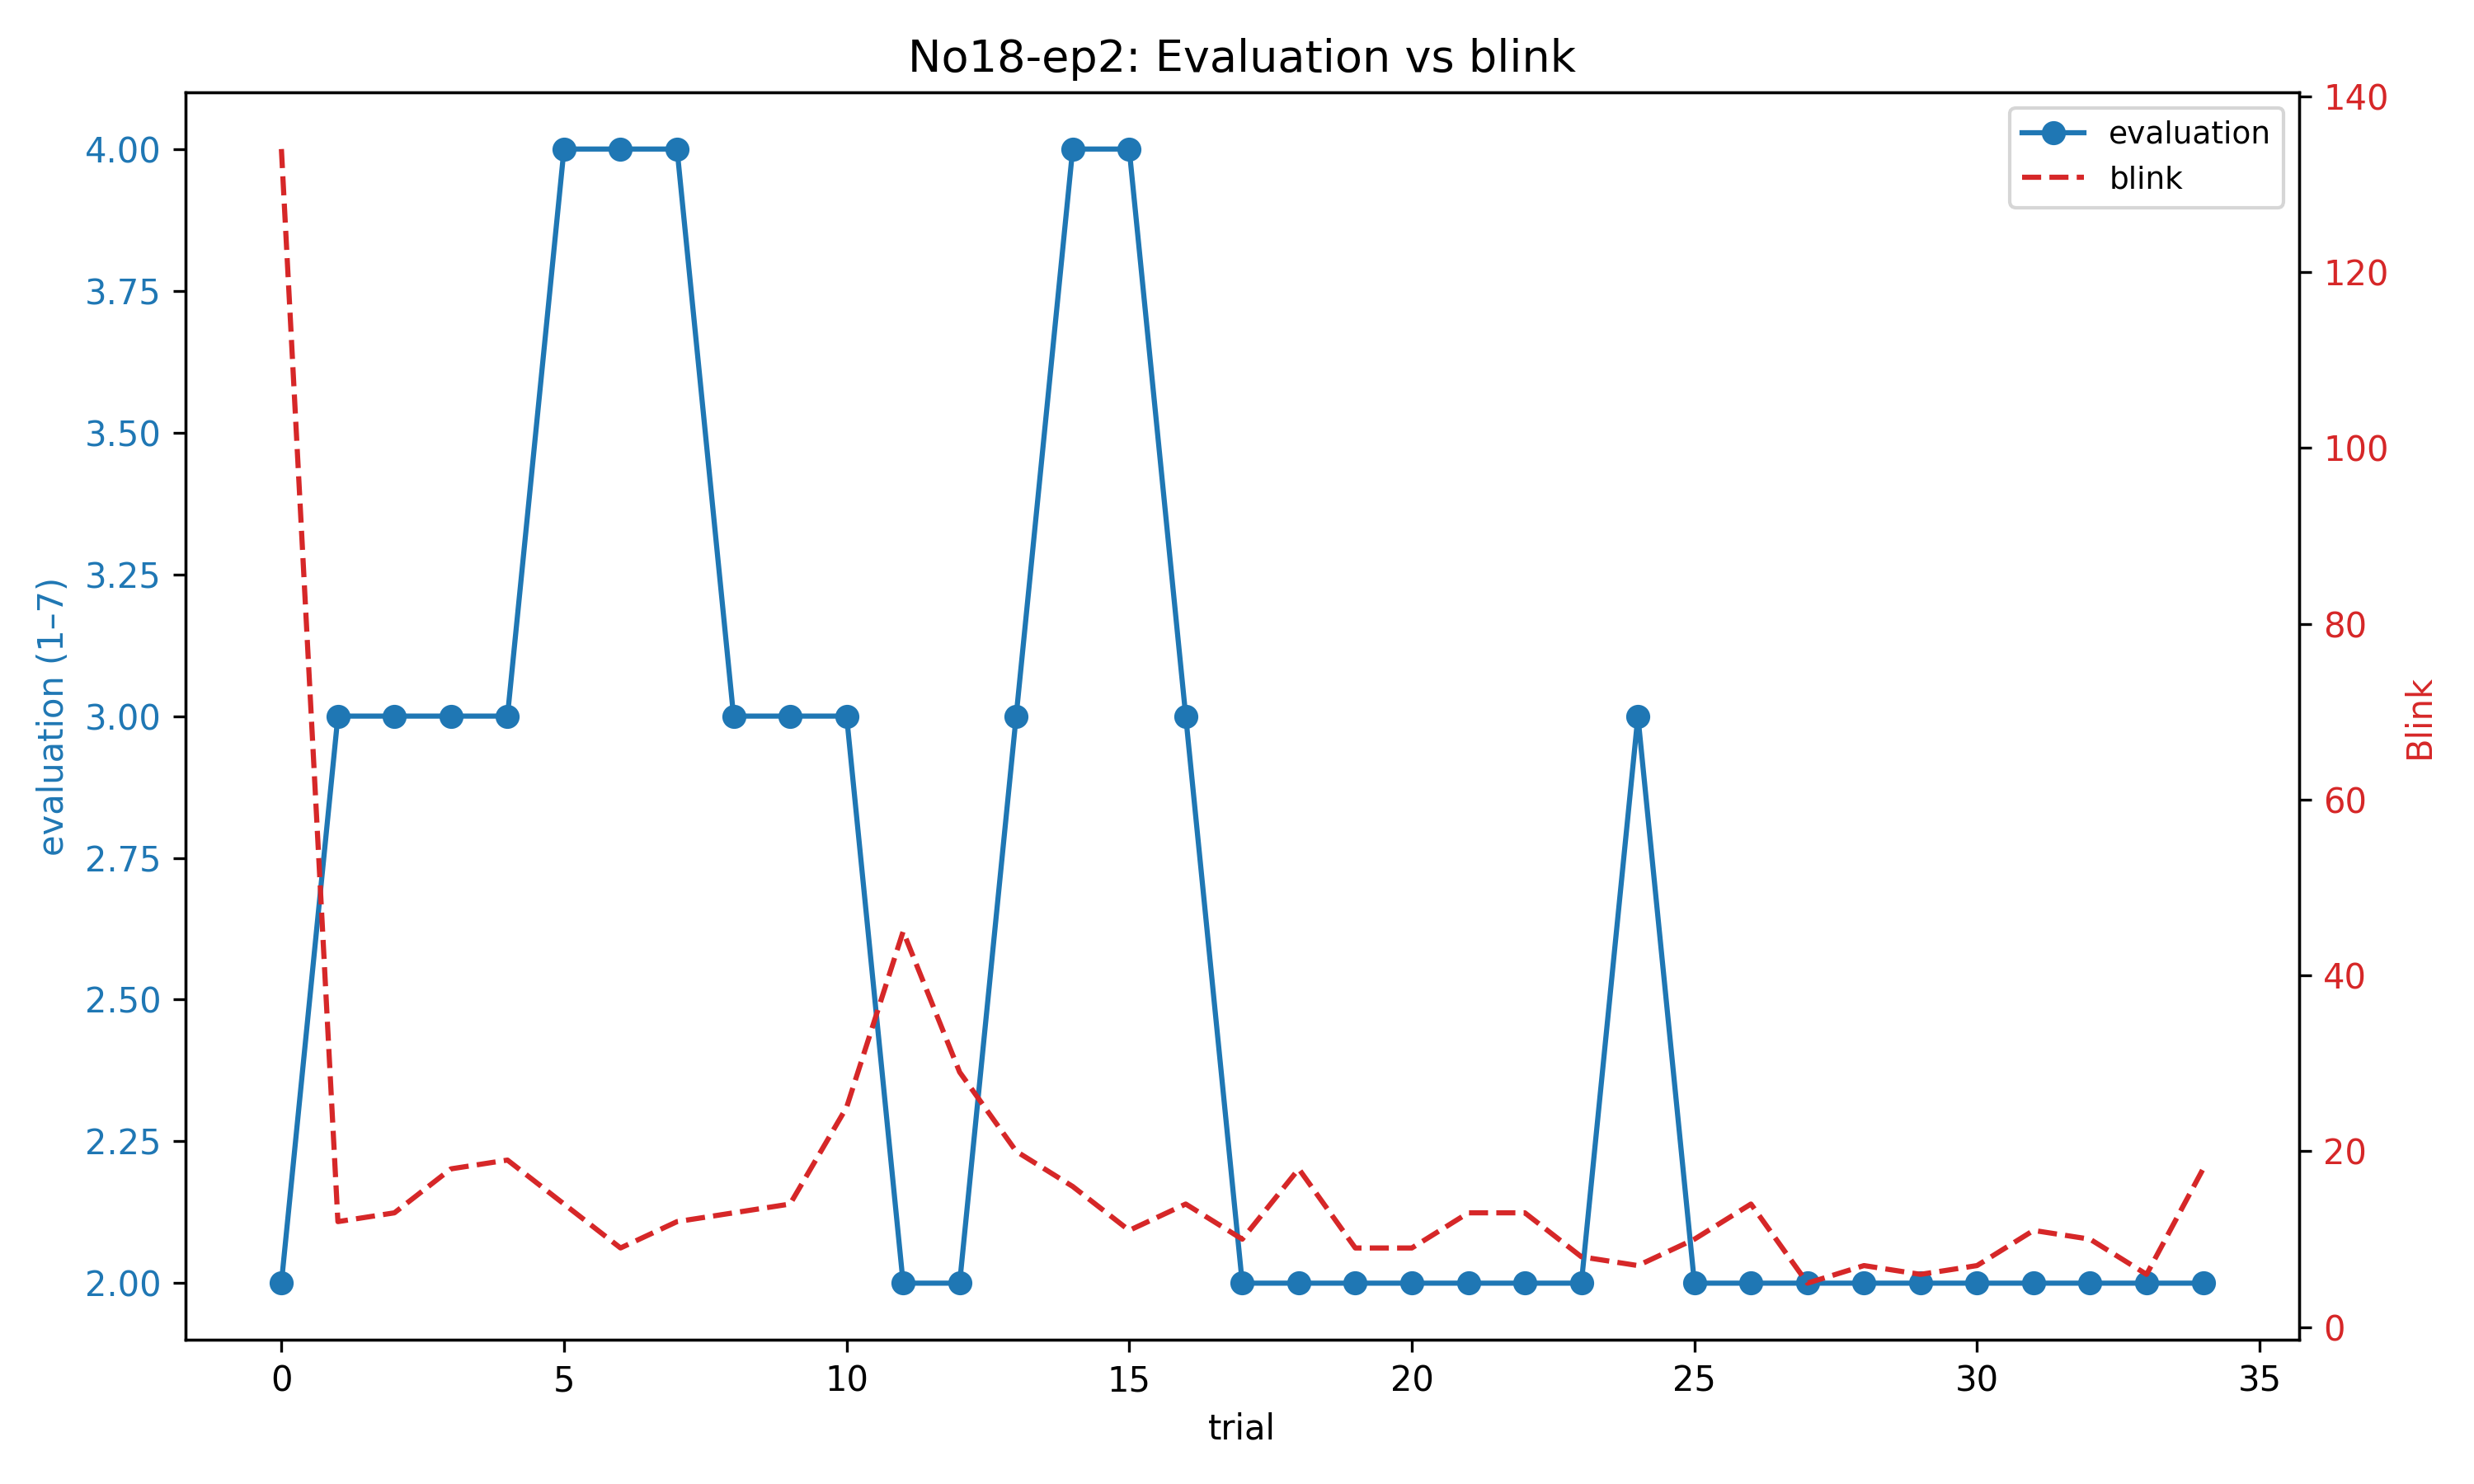 No18-ep2: Evaluation vs blink
evaluation
blink
evaluation (1–7)
4.00
3.75
3.50
3.25
3.00
2.75
2.50
2.25
2.00
140
120
100
80
60
40
20
0
Blink
0 5 10 15 20 25 30 35
trial